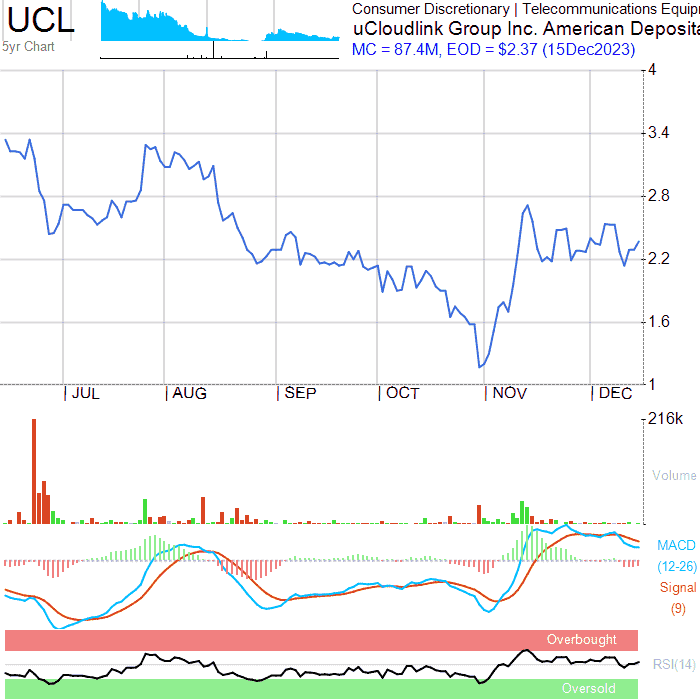 UCL
5yr Chart
Consumer Discretionary | Telecommunications Equip
uCloudlink Group Inc. American Deposita
MC = 87.4M, EOD = $2.37 (15Dec2023)
4
3.4
2.8
2.2
1.6
1
JUL AUG SEP OCT NOV DEC
216k
Volume
MACD
(12-26)
Signal
(9)
Overbought
RSI(14)
Oversold